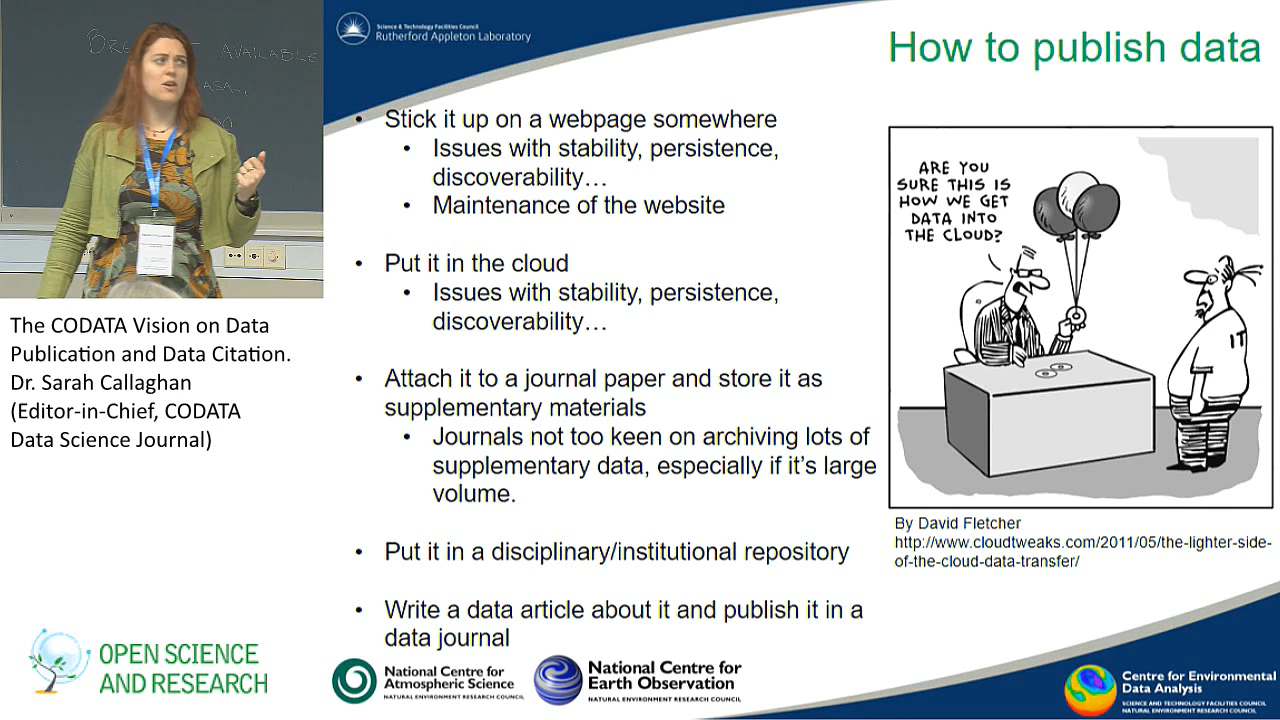 AVAILABLE
The CODATA Vision on Data
Publication and Data Citation.
Dr. Sarah Callaghan
(Editor-in-Chief, CODATA
Data Science Journal)
OPEN SCIENCE
AND RESEARCH
Science & Technology Facilities Council
Rutherford Appleton Laboratory
How to publish data
• Stick it up on a webpage somewhere
• Issues with stability, persistence,
discoverability…
• Maintenance of the website
• Put it in the cloud
• Issues with stability, persistence,
discoverability…
• Attach it to a journal paper and store it as
supplementary materials
• Journals not too keen on archiving lots of
supplementary data, especially if it's large
volume.
• Put it in a disciplinary/institutional repository
• Write a data article about it and publish it in a
data journal
ARE YOU
SURE THIS IS
HOW WE GET
DATA INTO
THE CLOUD?
IT
By David Fletcher
http://www.cloudtweaks.com/2011/05/the-lighter-side-
of-the-cloud-data-transfer/
National Centre for
Atmospheric Science
NATURAL ENVIRONMENT RESEARCH COUNCIL
National Centre for
Earth Observation
NATURAL ENVIRONMENT RESEARCH COUNCIL
Centre for Environmental
Data Analysis
SCIENCE AND TECHNOLOGY FACILITIES COUNCIL
NATURAL ENVIRONMENT RESEARCH COUNCIL